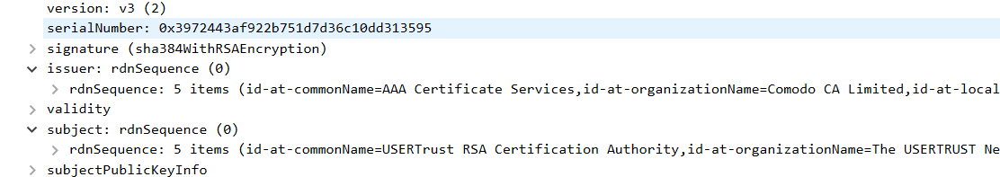 version: v3 (2)
serialNumber: 0x3972443af922b751d7d36c10dd313595
signature (sha384WithRSAEncryption)
issuer: rdnSequence (0)
rdnSequence: 5 items (id-at-commonName=AAA Certificate Services,id-at-organizationName=Comodo CA Limited,id-at-local
validity
subject: rdnSequence (0)
rdnSequence: 5 items (id-at-commonName=USERTrust RSA Certification Authority,id-at-organizationName=The USERTRUST Ne
subjectPublicKeyInfo